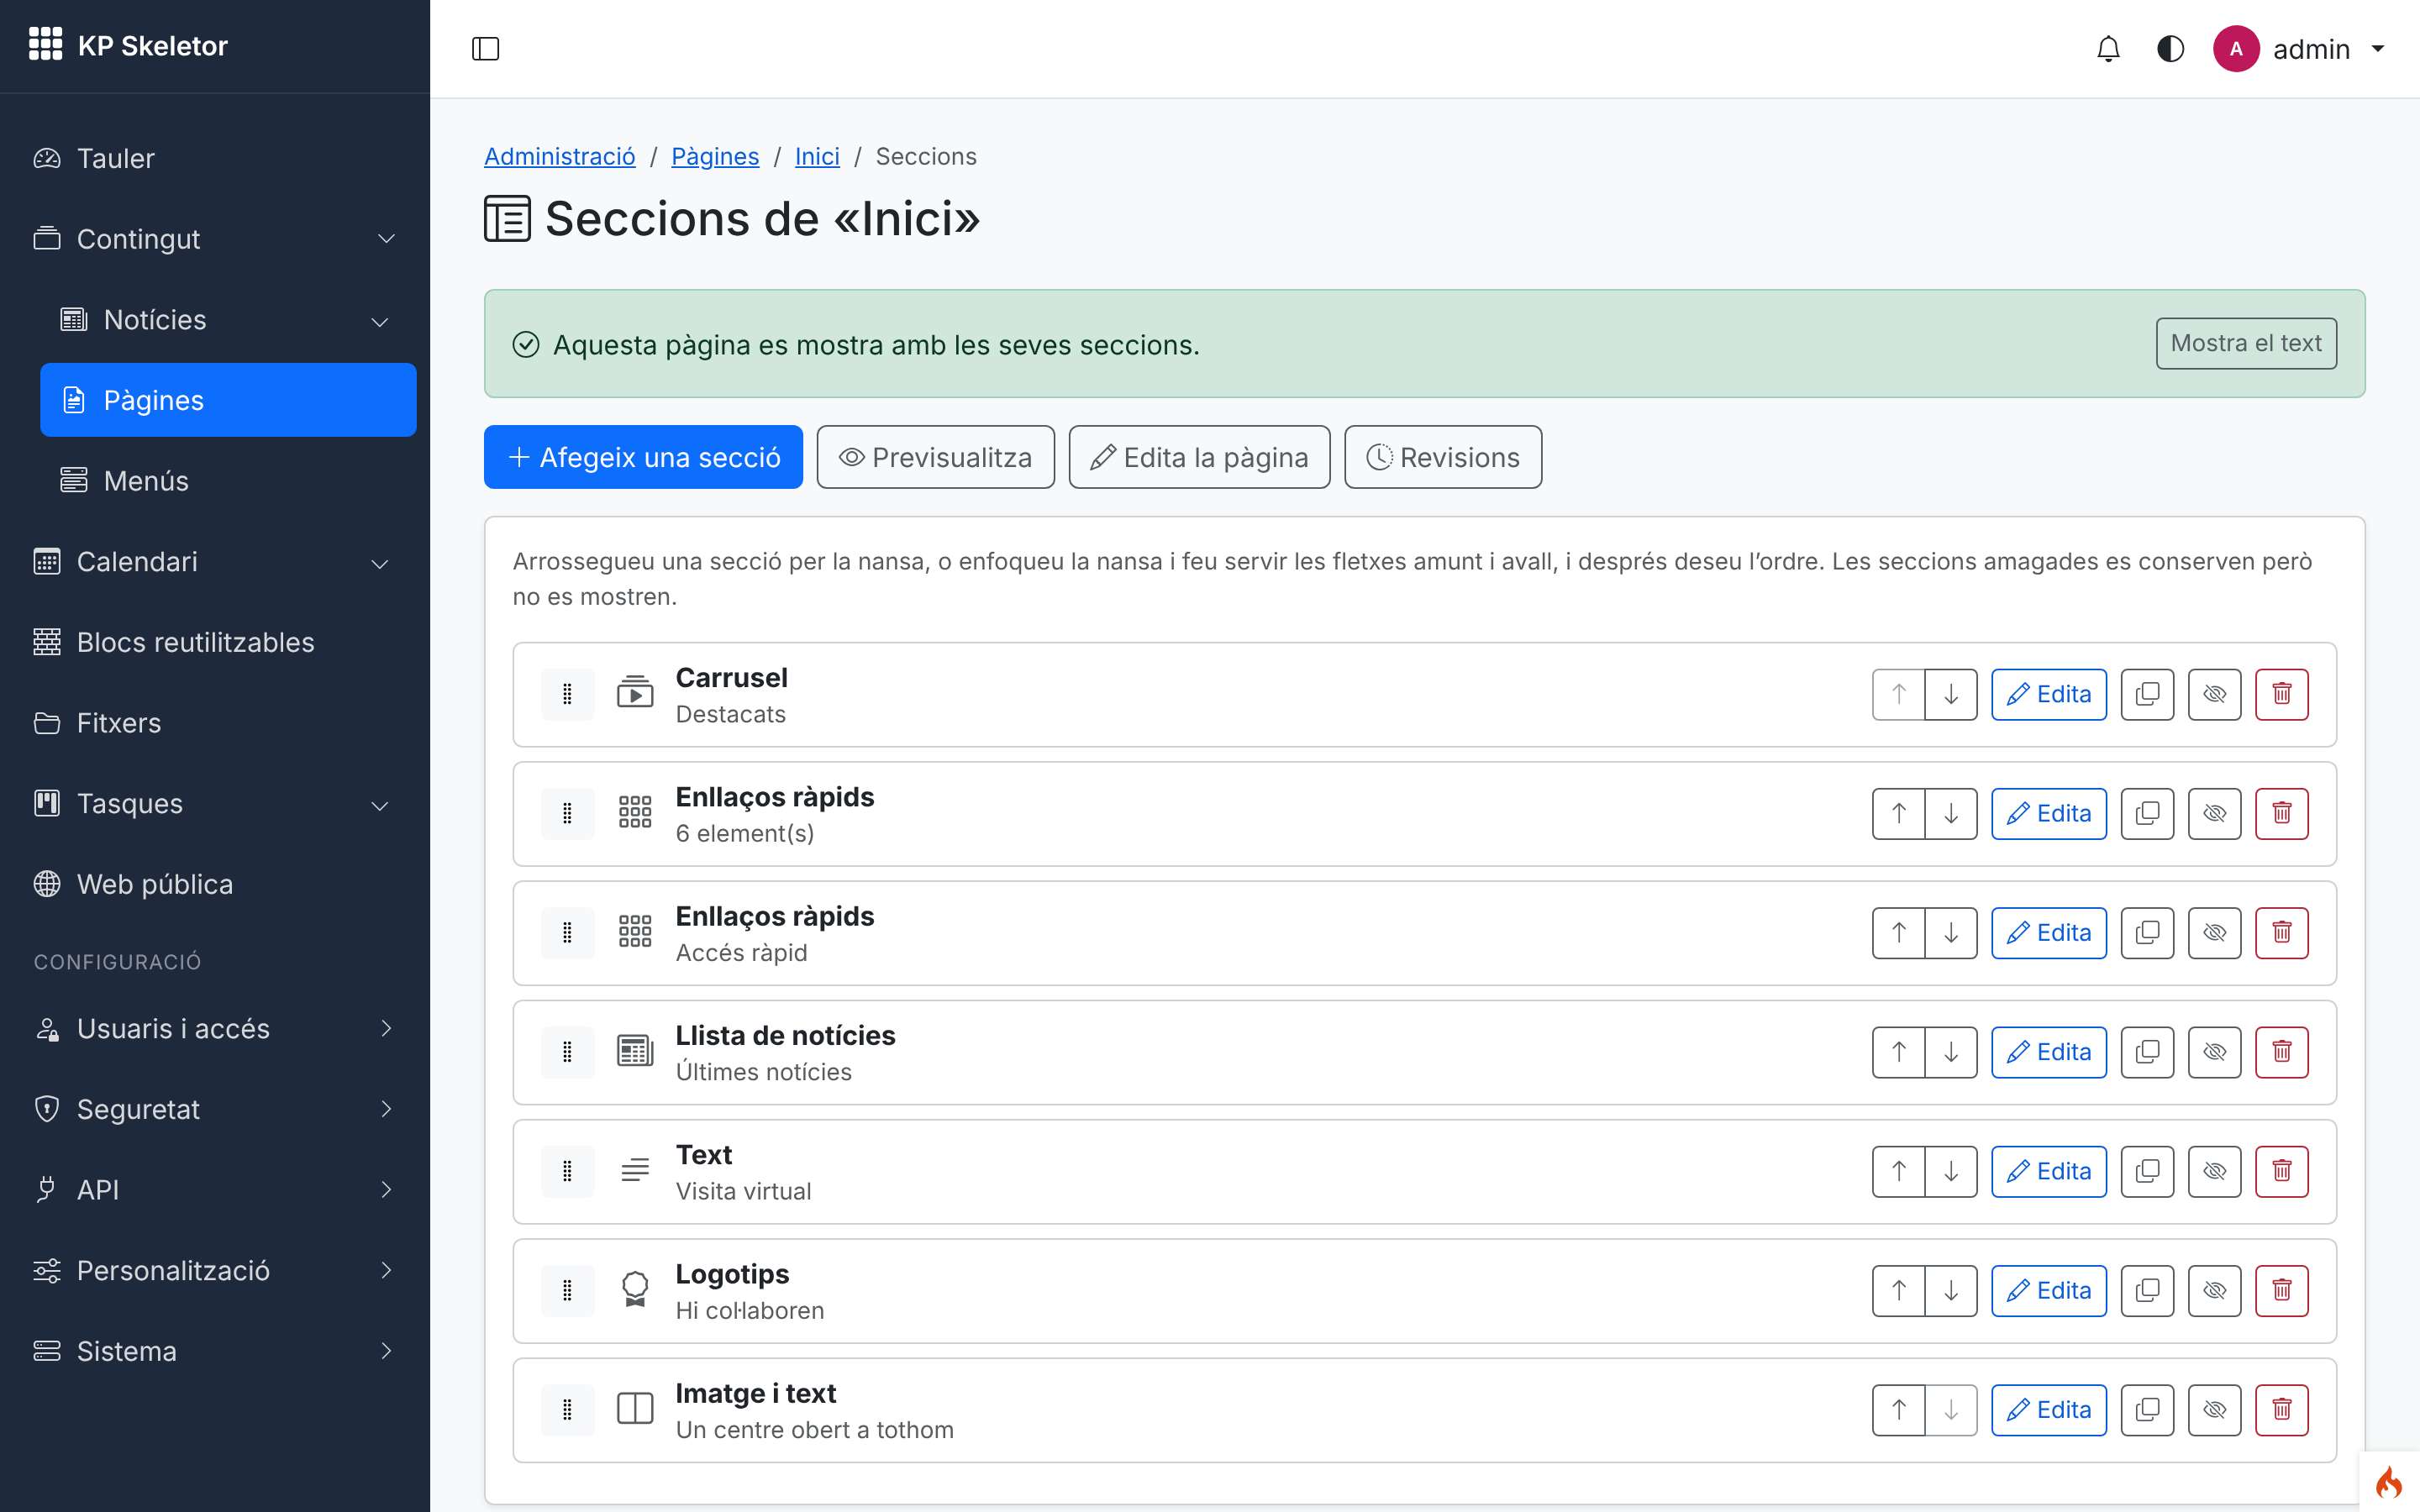 KP Skeletor
A
admin
Tauler
Contingut
Notícies
Pàgines
Menús
Calendari
Blocs reutilitzables
Fitxers
Tasques
Web pública
CONFIGURACIÓ
Usuaris i accés
Seguretat
API
Personalització
Sistema
Administració / Pàgines / Inici / Seccions
Seccions de «Inici»
Aquesta pàgina es mostra amb les seves seccions.
Mostra el text
Afegeix una secció
Previsualitza
Edita la pàgina
Revisions
Arrossegueu una secció per la nansa, o enfoqueu la nansa i feu servir les fletxes amunt i avall, i després deseu l’ordre. Les seccions amagades es conserven però
no es mostren.
Carrusel
Destacats
Edita
Enllaços ràpids
6 element(s)
Edita
Enllaços ràpids
Accés ràpid
Edita
Llista de notícies
Últimes notícies
Edita
Text
Visita virtual
Edita
Logotips
Hi col·laboren
Edita
Imatge i text
Un centre obert a tothom
Edita